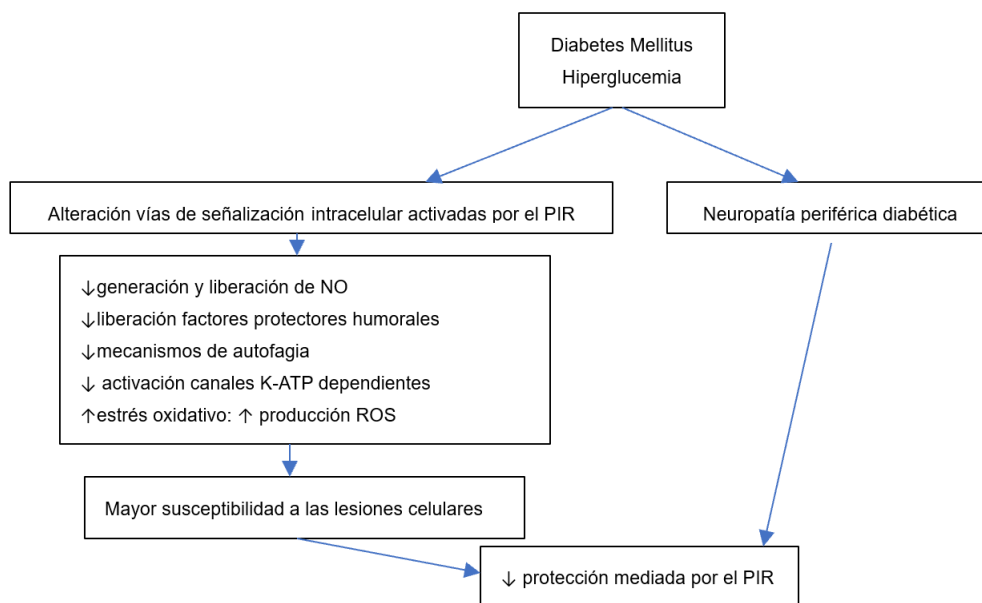 Diabetes Mellitus
Hiperglucemia
Alteración vías de señalización intracelular activadas por el PIR
Neuropatía periférica diabética
↓generación y liberación de NO
↓liberación factores protectores humorales
↓mecanismos de autofagia
↓ activación canales K-ATP dependientes
↑estrés oxidativo: ↑ producción ROS
Mayor susceptibilidad a las lesiones celulares
↓ protección mediada por el PIR